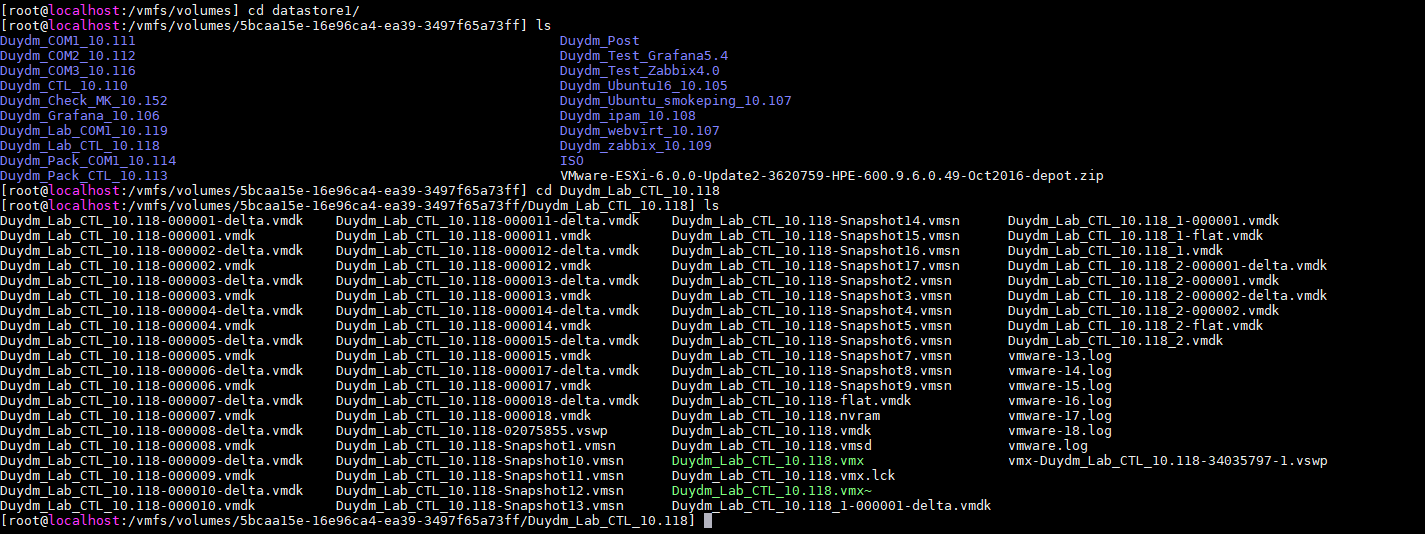 [root@localhost:/vmfs/volumes] cd datastore1/
[root@localhost:/vmfs/volumes/5bcaa15e-16e96ca4-ea39-3497f65a73ff] ls
Duydm_COM1_10.111 Duydm_Post
Duydm_COM2_10.112 Duydm_Test_Grafana5.4
Duydm_COM3_10.116 Duydm_Test_Zabbix4.0
Duydm_CTL_10.110 Duydm_Ubuntu16_10.105
Duydm_Check_MK_10.152 Duydm_Ubuntu_smokeping_10.107
Duydm_Grafana_10.106 Duydm_ipam_10.108
Duydm_Lab_COM1_10.119 Duydm_webvirt_10.107
Duydm_Lab_CTL_10.118 Duydm_zabbix_10.109
Duydm_Pack_COM1_10.114 ISO
Duydm_Pack_CTL_10.113 VMware-ESXi-6.0.0-Update2-3620759-HPE-600.9.6.0.49-Oct2016-depot.zip
[root@localhost:/vmfs/volumes/5bcaa15e-16e96ca4-ea39-3497f65a73ff] cd Duydm_Lab_CTL_10.118
[root@localhost:/vmfs/volumes/5bcaa15e-16e96ca4-ea39-3497f65a73ff/Duydm_Lab_CTL_10.118] ls
Duydm_Lab_CTL_10.118-000001-delta.vmdk Duydm_Lab_CTL_10.118-000011-delta.vmdk Duydm_Lab_CTL_10.118-Snapshot14.vmsn Duydm_Lab_CTL_10.118_1-000001.vmdk
Duydm_Lab_CTL_10.118-000001.vmdk Duydm_Lab_CTL_10.118-000011.vmdk Duydm_Lab_CTL_10.118-Snapshot15.vmsn Duydm_Lab_CTL_10.118_1-flat.vmdk
Duydm_Lab_CTL_10.118-000002-delta.vmdk Duydm_Lab_CTL_10.118-000012-delta.vmdk Duydm_Lab_CTL_10.118-Snapshot16.vmsn Duydm_Lab_CTL_10.118_1.vmdk
Duydm_Lab_CTL_10.118-000002.vmdk Duydm_Lab_CTL_10.118-000012.vmdk Duydm_Lab_CTL_10.118-Snapshot17.vmsn Duydm_Lab_CTL_10.118_2-000001-delta.vmdk
Duydm_Lab_CTL_10.118-000003-delta.vmdk Duydm_Lab_CTL_10.118-000013-delta.vmdk Duydm_Lab_CTL_10.118-Snapshot2.vmsn Duydm_Lab_CTL_10.118_2-000001.vmdk
Duydm_Lab_CTL_10.118-000003.vmdk Duydm_Lab_CTL_10.118-000013.vmdk Duydm_Lab_CTL_10.118-Snapshot3.vmsn Duydm_Lab_CTL_10.118_2-000002-delta.vmdk
Duydm_Lab_CTL_10.118-000004-delta.vmdk Duydm_Lab_CTL_10.118-000014-delta.vmdk Duydm_Lab_CTL_10.118-Snapshot4.vmsn Duydm_Lab_CTL_10.118_2-000002.vmdk
Duydm_Lab_CTL_10.118-000004.vmdk Duydm_Lab_CTL_10.118-000014.vmdk Duydm_Lab_CTL_10.118-Snapshot5.vmsn Duydm_Lab_CTL_10.118_2-flat.vmdk
Duydm_Lab_CTL_10.118-000005-delta.vmdk Duydm_Lab_CTL_10.118-000015-delta.vmdk Duydm_Lab_CTL_10.118-Snapshot6.vmsn Duydm_Lab_CTL_10.118_2.vmdk
Duydm_Lab_CTL_10.118-000005.vmdk Duydm_Lab_CTL_10.118-000015.vmdk Duydm_Lab_CTL_10.118-Snapshot7.vmsn vmware-13.log
Duydm_Lab_CTL_10.118-000006-delta.vmdk Duydm_Lab_CTL_10.118-000017-delta.vmdk Duydm_Lab_CTL_10.118-Snapshot8.vmsn vmware-14.log
Duydm_Lab_CTL_10.118-000006.vmdk Duydm_Lab_CTL_10.118-000017.vmdk Duydm_Lab_CTL_10.118-Snapshot9.vmsn vmware-15.log
Duydm_Lab_CTL_10.118-000007-delta.vmdk Duydm_Lab_CTL_10.118-000018-delta.vmdk Duydm_Lab_CTL_10.118-flat.vmdk vmware-16.log
Duydm_Lab_CTL_10.118-000007.vmdk Duydm_Lab_CTL_10.118-000018.vmdk Duydm_Lab_CTL_10.118.nvram vmware-17.log
Duydm_Lab_CTL_10.118-000008-delta.vmdk Duydm_Lab_CTL_10.118-02075855.vswp Duydm_Lab_CTL_10.118.vmdk vmware-18.log
Duydm_Lab_CTL_10.118-000008.vmdk Duydm_Lab_CTL_10.118-Snapshot1.vmsn Duydm_Lab_CTL_10.118.vmsd vmware.log
Duydm_Lab_CTL_10.118-000009-delta.vmdk Duydm_Lab_CTL_10.118-Snapshot10.vmsn Duydm_Lab_CTL_10.118.vmx vmx-Duydm_Lab_CTL_10.118-34035797-1.vswp
Duydm_Lab_CTL_10.118-000009.vmdk Duydm_Lab_CTL_10.118-Snapshot11.vmsn Duydm_Lab_CTL_10.118.vmx.lck
Duydm_Lab_CTL_10.118-000010-delta.vmdk Duydm_Lab_CTL_10.118-Snapshot12.vmsn Duydm_Lab_CTL_10.118.vmx~
Duydm_Lab_CTL_10.118-000010.vmdk Duydm_Lab_CTL_10.118-Snapshot13.vmsn Duydm_Lab_CTL_10.118_1-000001-delta.vmdk
[root@localhost:/vmfs/volumes/5bcaa15e-16e96ca4-ea39-3497f65a73ff/Duydm_Lab_CTL_10.118]